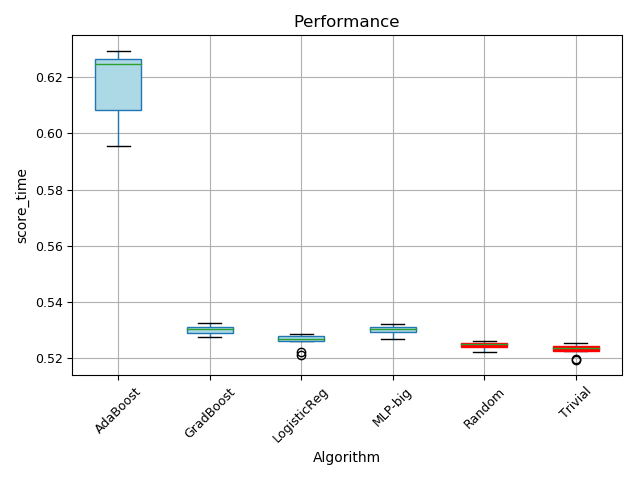 Performance
score_time
0.62
0.60
0.58
0.56
0.54
0.52
AdaBoost
GradBoost
LogisticReg
MLP-big
Random
Trivial
Algorithm